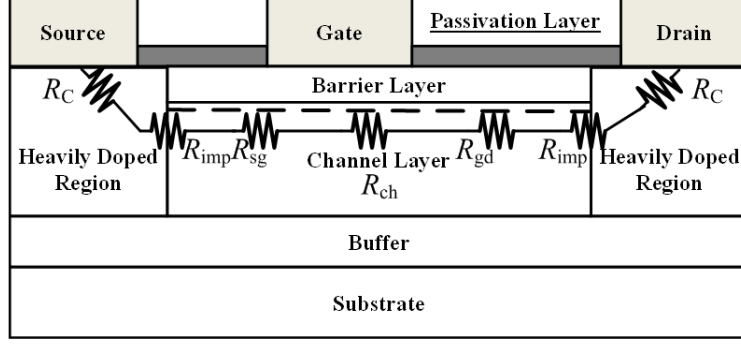 Source
Gate
Passivation Layer
Drain
Barrier Layer
R_C
R_C
R_imp R_sg
R_gd
R_imp
Channel Layer
R_ch
Heavily Doped
Region
Heavily Doped
Region
Buffer
Substrate